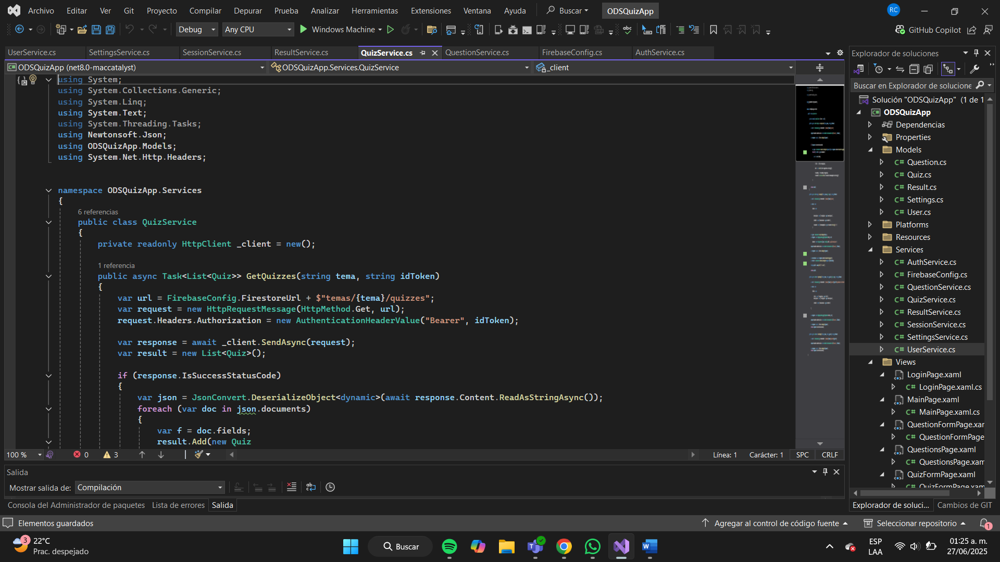 Archivo Editar Ver Git Proyecto Compilar Depurar Prueba Analizar Herramientas Extensiones Ventana Ayuda Buscar ODSQuizApp RC
Debug Any CPU Windows Machine GitHub Copilot
UserService.cs SettingsService.cs SessionService.cs ResultService.cs QuizService.cs QuestionService.cs FirebaseConfig.cs AuthService.cs
ODSQuizApp (net8.0-maccatalyst) ODSQuizApp.Services.QuizService _client
using System;
using System.Collections.Generic;
using System.Linq;
using System.Text;
using System.Threading.Tasks;
using Newtonsoft.Json;
using ODSQuizApp.Models;
using System.Net.Http.Headers;
namespace ODSQuizApp.Services
{
6 referencias
public class QuizService
{
private readonly HttpClient _client = new();
1 referencia
public async Task<List<Quiz>> GetQuizzes(string tema, string idToken)
{
var url = FirebaseConfig.FirestoreUrl + $"temas/{tema}/quizzes";
var request = new HttpRequestMessage(HttpMethod.Get, url);
request.Headers.Authorization = new AuthenticationHeaderValue("Bearer", idToken);
var response = await _client.SendAsync(request);
var result = new List<Quiz>();
if (response.IsSuccessStatusCode)
{
var json = JsonConvert.DeserializeObject<dynamic>(await response.Content.ReadAsStringAsync());
foreach (var doc in json.documents)
{
var f = doc.fields;
result.Add(new Quiz
100 % 0 3 Línea: 1 Carácter: 1 SPC CRLF
Salida
Mostrar salida de: Compilación
Consola del Administrador de paquetes Lista de errores Salida
Explorador de soluciones
Buscar en Explorador de solucione
Solución "ODSQuizApp" (1 de 1
ODSQuizApp
Dependencias
Properties
Models
C# Question.cs
C# Quiz.cs
C# Result.cs
C# Settings.cs
C# User.cs
Platforms
Resources
Services
C# AuthService.cs
C# FirebaseConfig.cs
C# QuestionService.cs
C# QuizService.cs
C# ResultService.cs
C# SessionService.cs
C# SettingsService.cs
C# UserService.cs
Views
LoginPage.xaml
C# LoginPage.xaml.cs
MainPage.xaml
C# MainPage.xaml.cs
QuestionFormPage.xar
C# QuestionFormPage
QuestionsPage.xaml
C# QuestionsPage.xam
QuizFormPage.xaml
C# QuizFormPage.xam
Explorador de soluci... Cambios de GIT
Elementos guardados Agregar al control de código fuente Seleccionar repositorio 1
3 22°C
Prac. despejado
Buscar
ESP
LAA
01:25 a. m.
27/06/2025